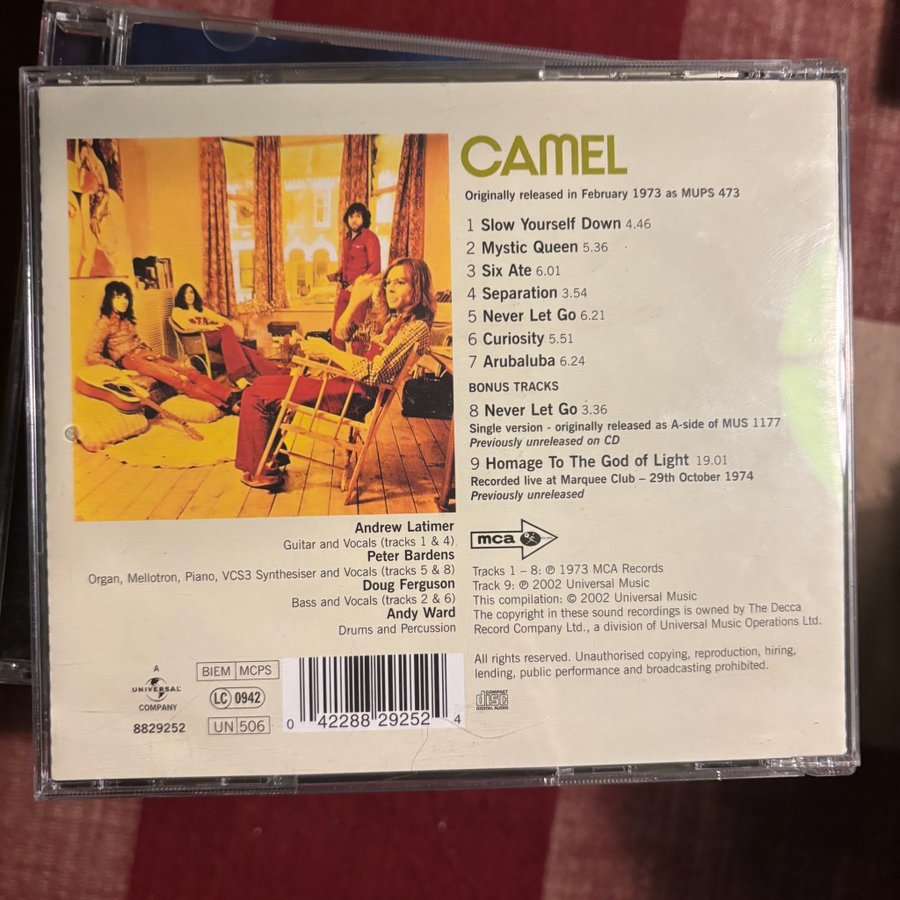 CAMEL
Originally released in February 1973 as MUPS 473
1 Slow Yourself Down 4.46
2 Mystic Queen 5.36
3 Six Ate 6.01
4 Separation 3.54
5 Never Let Go 6.21
6 Curiosity 5.51
7 Arubaluba 6.24
BONUS TRACKS
8 Never Let Go 3.36
Single version - originally released as A-side of MUS 1177
Previously unreleased on CD
9 Homage To The God of Light 19.01
Recorded live at Marquee Club – 29th October 1974
Previously unreleased
Andrew Latimer
Guitar and Vocals (tracks 1 & 4)
Peter Bardens
Organ, Mellotron, Piano, VCS3 Synthesiser and Vocals (tracks 5 & 8)
Doug Ferguson
Bass and Vocals (tracks 2 & 6)
Andy Ward
Drums and Percussion
mca
Tracks 1 – 8: ℗ 1973 MCA Records
Track 9: ℗ 2002 Universal Music
This compilation: © 2002 Universal Music
The copyright in these sound recordings is owned by The Decca
Record Company Ltd., a division of Universal Music Operations Ltd.
All rights reserved. Unauthorised copying, reproduction, hiring,
lending, public performance and broadcasting prohibited.
A
UNIVERSAL
COMPANY
8829252
BIEM MCPS
LC 0942
UN 506
0 42288 29252 4
COMPACT
disc
DIGITAL AUDIO